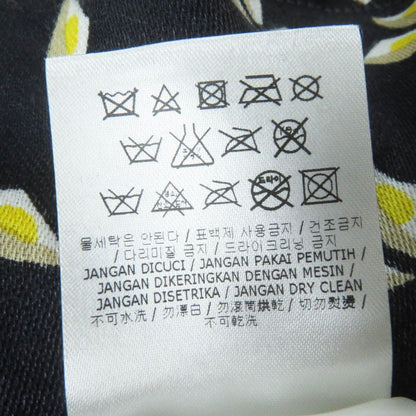 물세탁은 안된다 / 표백제 사용금지 / 건조금지
/ 다리미질 금지 / 드라이크리닝 금지
JANGAN DICUCI / JANGAN PAKAI PEMUTIH /
JANGAN DIKERINGKAN DENGAN MESIN /
JANGAN DISETRIKA / JANGAN DRY CLEAN
不可水洗 / 勿漂白 / 勿滾筒烘乾 / 切勿熨燙 /
不可乾洗